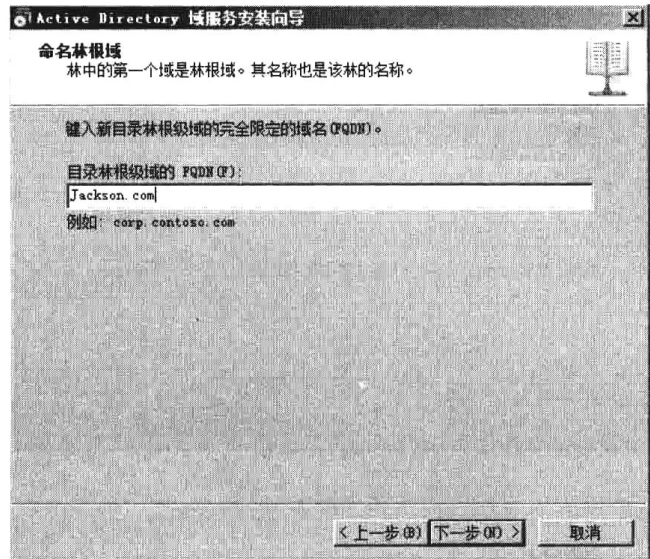 Active Directory 域服务安装向导
命名林根域
林中的第一个域是林根域。其名称也是该林的名称。
键入新目录林根级域的完全限定的域名(FQDN)。
目录林根级域的 FQDN(F):
Jackson.com
例如: corp.contoso.com
< 上一步(B) 下一步(N) > 取消